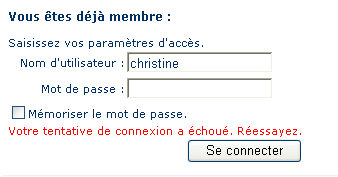 Vous êtes déjà membre :
Saisissez vos paramètres d'accès.
Nom d'utilisateur : christine
Mot de passe :
Mémoriser le mot de passe.
Votre tentative de connexion a échoué. Réessayez.
Se connecter